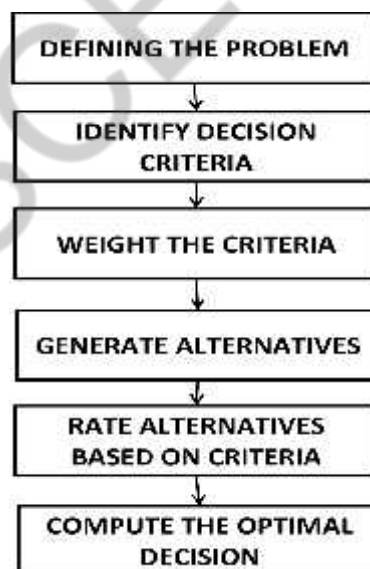 DEFINING THE PROBLEM
IDENTIFY DECISION
CRITERIA
WEIGHT THE CRITERIA
GENERATE ALTERNATIVES
RATE ALTERNATIVES
BASED ON CRITERIA
COMPUTE THE OPTIMAL
DECISION